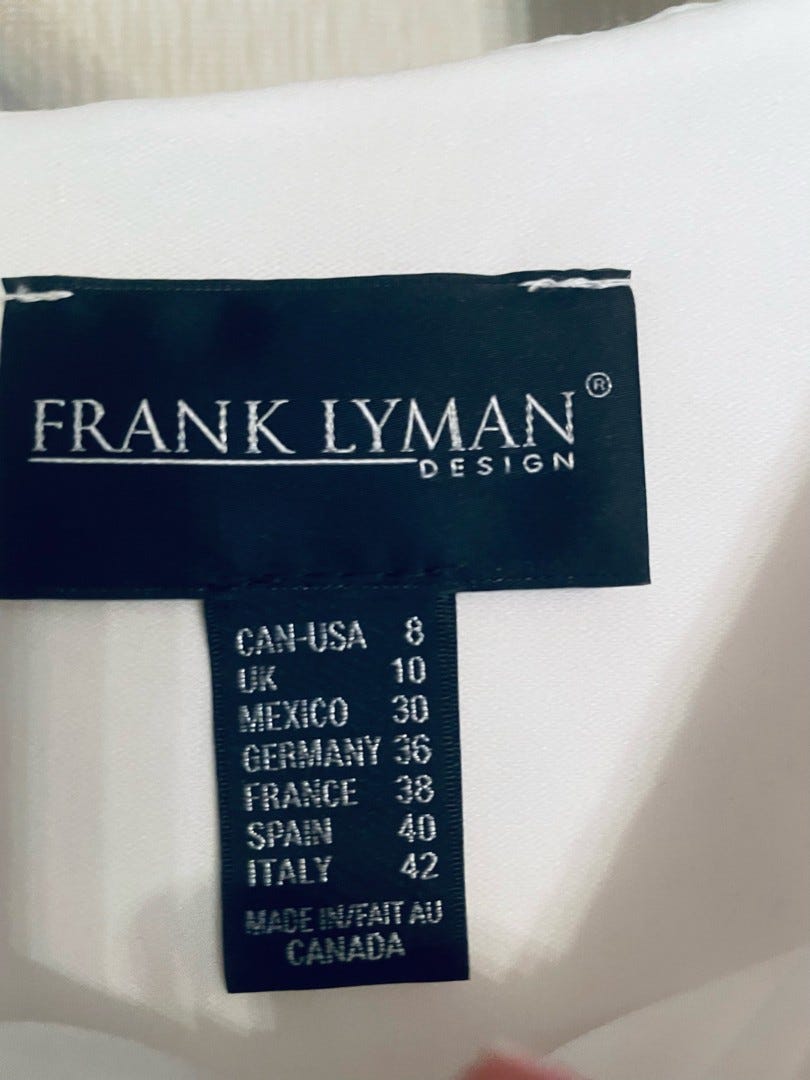 FRANK LYMAN®
DESIGN
CAN-USA 8
UK 10
MEXICO 30
GERMANY 36
FRANCE 38
SPAIN 40
ITALY 42
MADE IN/FAIT AU
CANADA